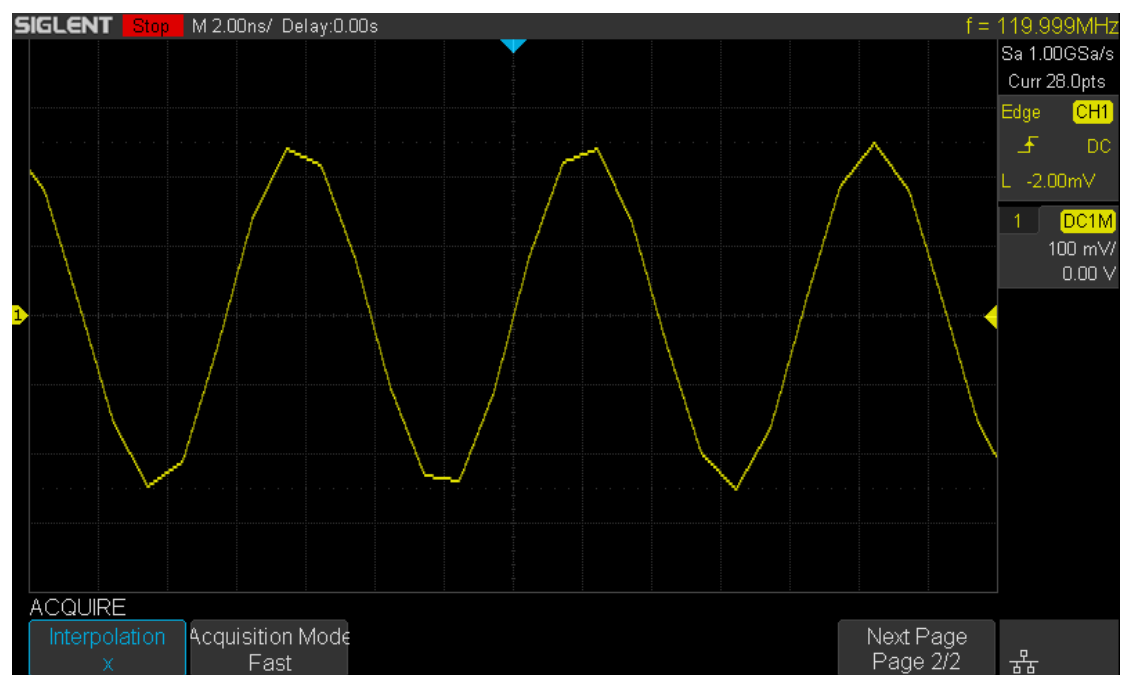 SIGLENT Stop M 2.00ns/ Delay:0.00s f = 119.999MHz
Sa 1.00GSa/s
Curr 28.0pts
Edge CH1
DC
L -2.00mV
1 DC1M
100 mV/
0.00 V
1
ACQUIRE
Interpolation
x
Acquisition Mode
Fast
Next Page
Page 2/2